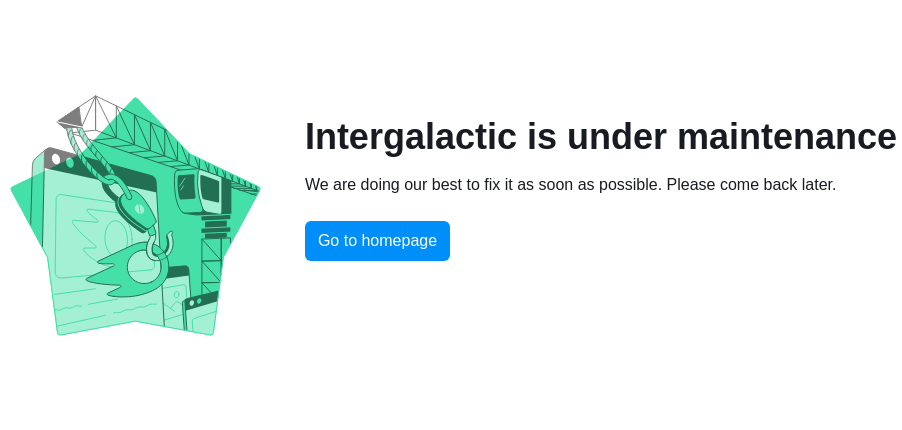 Intergalactic is under maintenance
We are doing our best to fix it as soon as possible. Please come back later.
Go to homepage